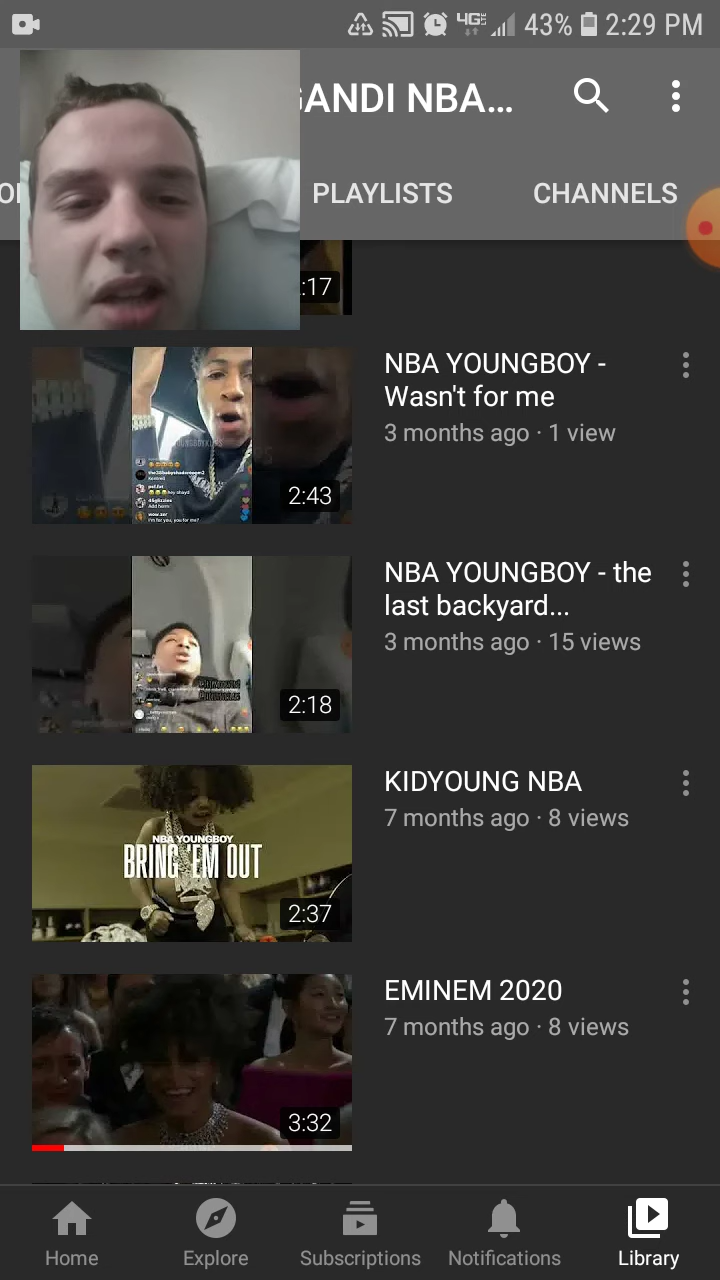 4G LTE 43% 2:29 PM
GANDI NBA...
PLAYLISTS CHANNELS
:17
NBA YOUNGBOY -
Wasn't for me
3 months ago · 1 view
2:43
NBA YOUNGBOY - the
last backyard...
3 months ago · 15 views
2:18
KIDYOUNG NBA
7 months ago · 8 views
NBA YOUNGBOY
BRING 'EM OUT
2:37
EMINEM 2020
7 months ago · 8 views
3:32
Home Explore Subscriptions Notifications Library